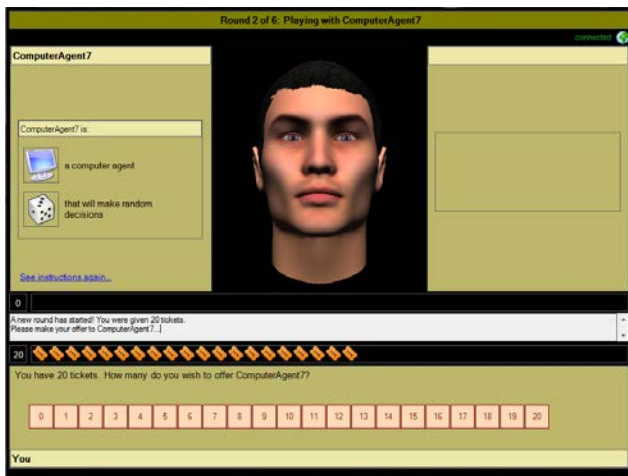 Round 2 of 6: Playing with ComputerAgent7
connected
ComputerAgent7
ComputerAgent7 is:
a computer agent
that will make random
decisions
See instructions again...
0
A new round has started! You were given 20 tickets.
Please make your offer to ComputerAgent7...
20
You have 20 tickets. How many do you wish to offer ComputerAgent7?
0 1 2 3 4 5 6 7 8 9 10 11 12 13 14 15 16 17 18 19 20
You